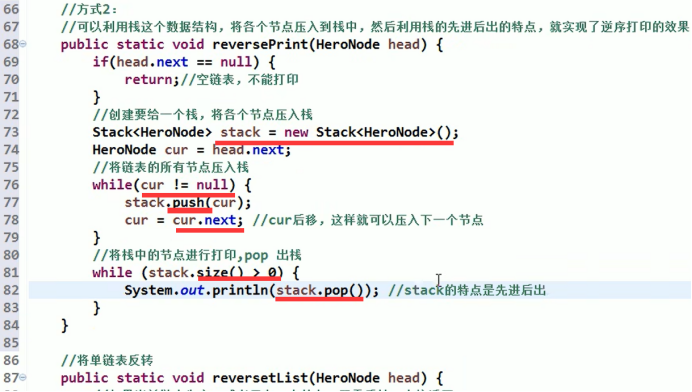 66 //方式2:
67 //可以利用栈这个数据结构，将各个节点压入到栈中，然后利用栈的先进后出的特点，就实现了逆序打印的效果
68 public static void reversePrint(HeroNode head) {
69 if(head.next == null) {
70 return;//空链表，不能打印
71 }
72 //创建要给一个栈，将各个节点压入栈
73 Stack<HeroNode> stack = new Stack<HeroNode>();
74 HeroNode cur = head.next;
75 //将链表的所有节点压入栈
76 while(cur != null) {
77 stack.push(cur);
78 cur = cur.next; //cur后移，这样就可以压入下一个节点
79 }
80 //将栈中的节点进行打印,pop 出栈
81 while (stack.size() > 0) {
82 System.out.println(stack.pop()); //stack的特点是先进后出
83 }
84 }
85
86 //将单链表反转
87 public static void reversetList(HeroNode head) {